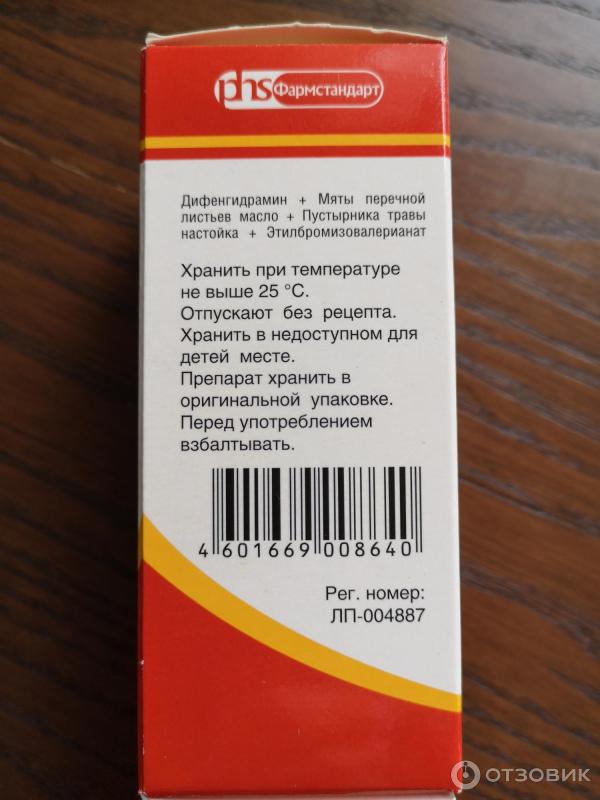 phs Фармстандарт
Дифенгидрамин + Мяты перечной
листьев масло + Пустырника травы
настойка + Этилбромизовалерианат
Хранить при температуре
не выше 25 °С.
Отпускают без рецепта.
Хранить в недоступном для
детей месте.
Препарат хранить в
оригинальной упаковке.
Перед употреблением
взбалтывать.
4 601669 008640
Рег. номер:
ЛП-004887
ОТЗОВИК